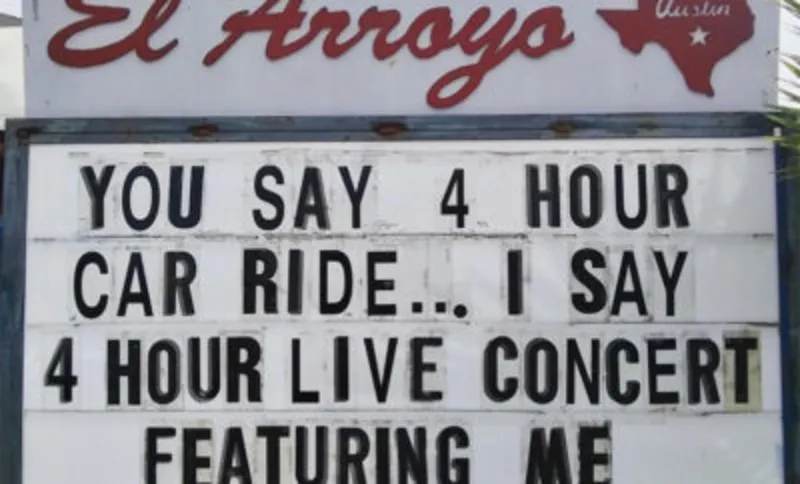 El Arroyo
Austin
YOU SAY 4 HOUR
CAR RIDE... I SAY
4 HOUR LIVE CONCERT
FEATURING ME